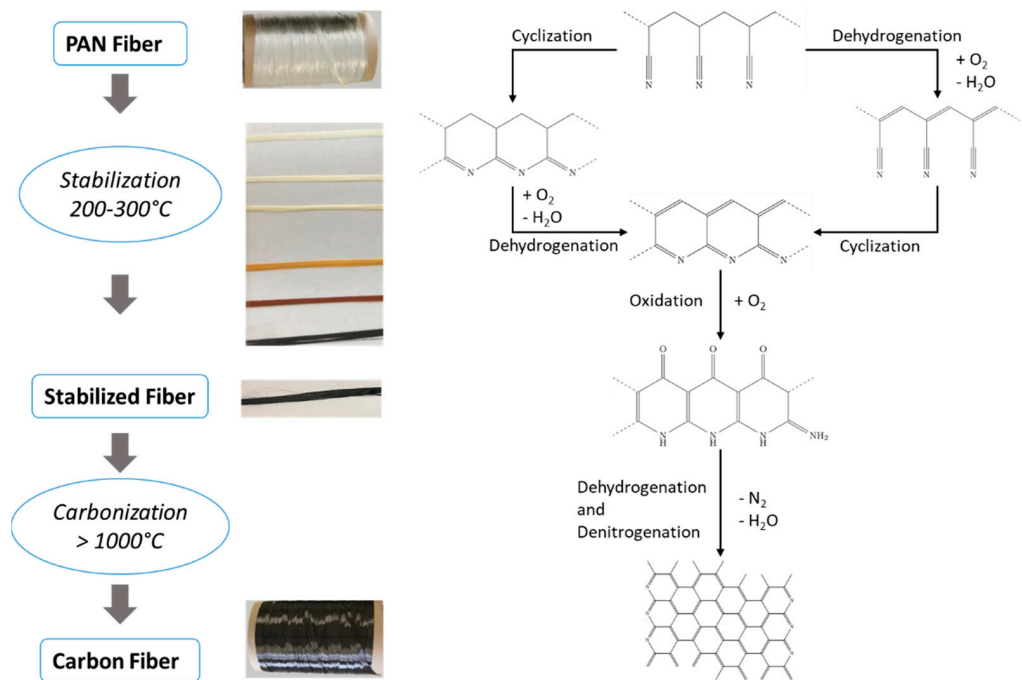 PAN Fiber
Stabilization
200-300°C
Stabilized Fiber
Carbonization
> 1000°C
Carbon Fiber
Cyclization
Dehydrogenation
+ O₂
- H₂O
N N N
N N N
N N N
+ O₂
- H₂O
Dehydrogenation
Cyclization
N N N
Oxidation
+ O₂
O O O
N N N
H H H
NH₂
Dehydrogenation
and
Denitrogenation
- N₂
- H₂O
N N
N N
N N